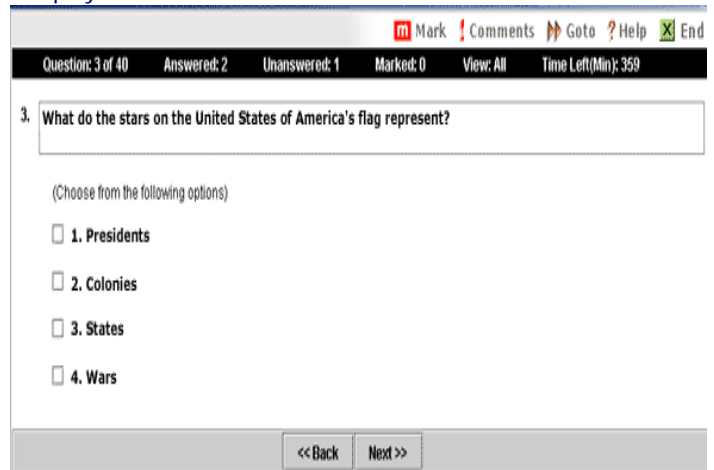 m Mark ! Comments Goto ? Help X End
Question: 3 of 40 Answered: 2 Unanswered: 1 Marked: 0 View: All Time Left(Min): 359
3. What do the stars on the United States of America's flag represent?
(Choose from the following options)
1. Presidents
2. Colonies
3. States
4. Wars
<< Back Next >>